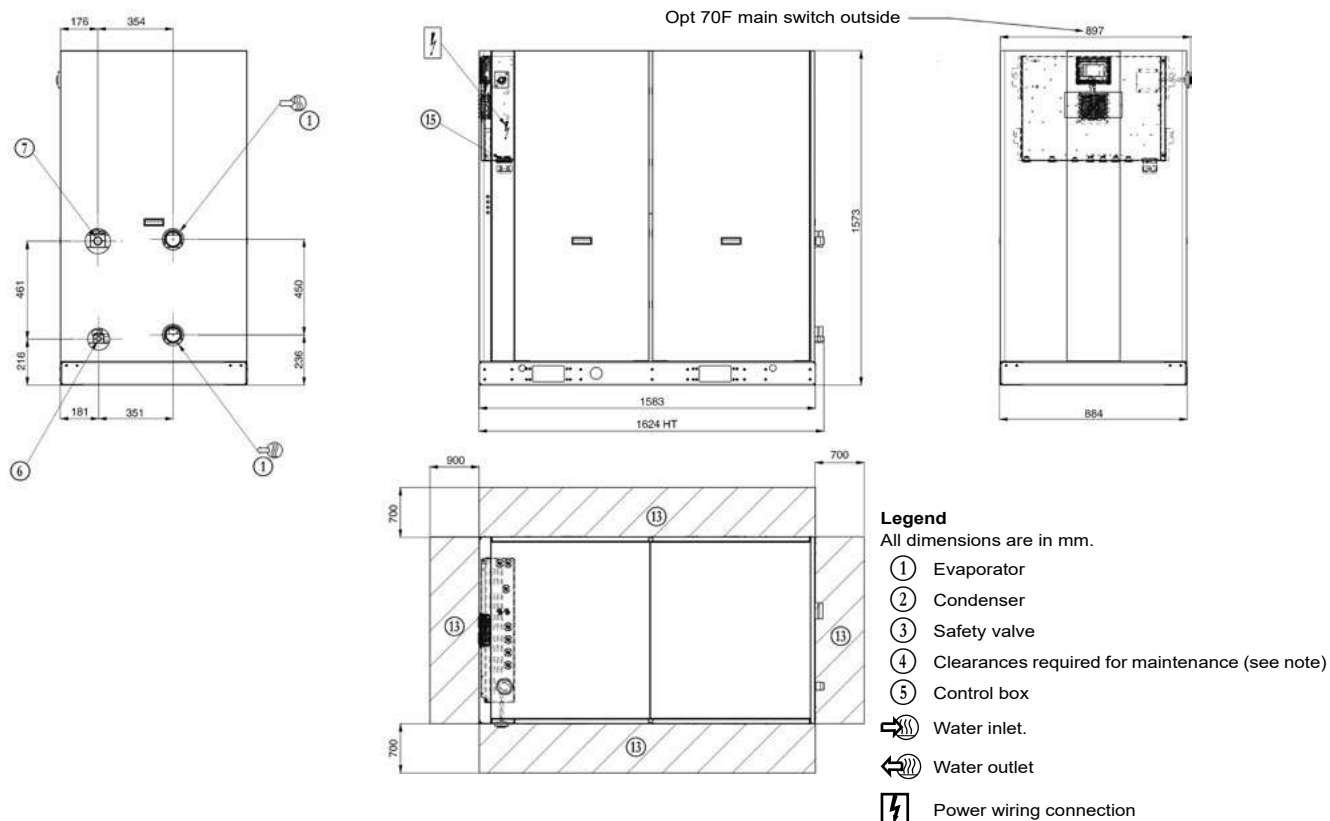 Opt 70F main switch outside
176 354
897
1
15
7
1573
461
450
216
236
181 351
1583
1624 HT
884
6
1
900
700
700
13
13
13
700
13
Legend
All dimensions are in mm.
1 Evaporator
2 Condenser
3 Safety valve
4 Clearances required for maintenance (see note)
5 Control box
Water inlet.
Water outlet
Power wiring connection